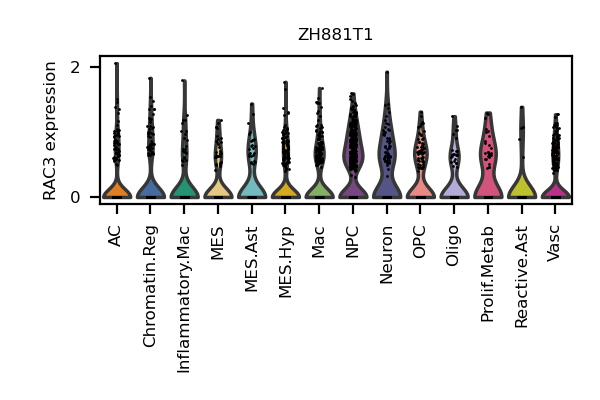 ZH881T1
RAC3 expression
2
0
AC
Chromatin.Reg
Inflammatory.Mac
MES
MES.Ast
MES.Hyp
Mac
NPC
Neuron
OPC
Oligo
Prolif.Metab
Reactive.Ast
Vasc